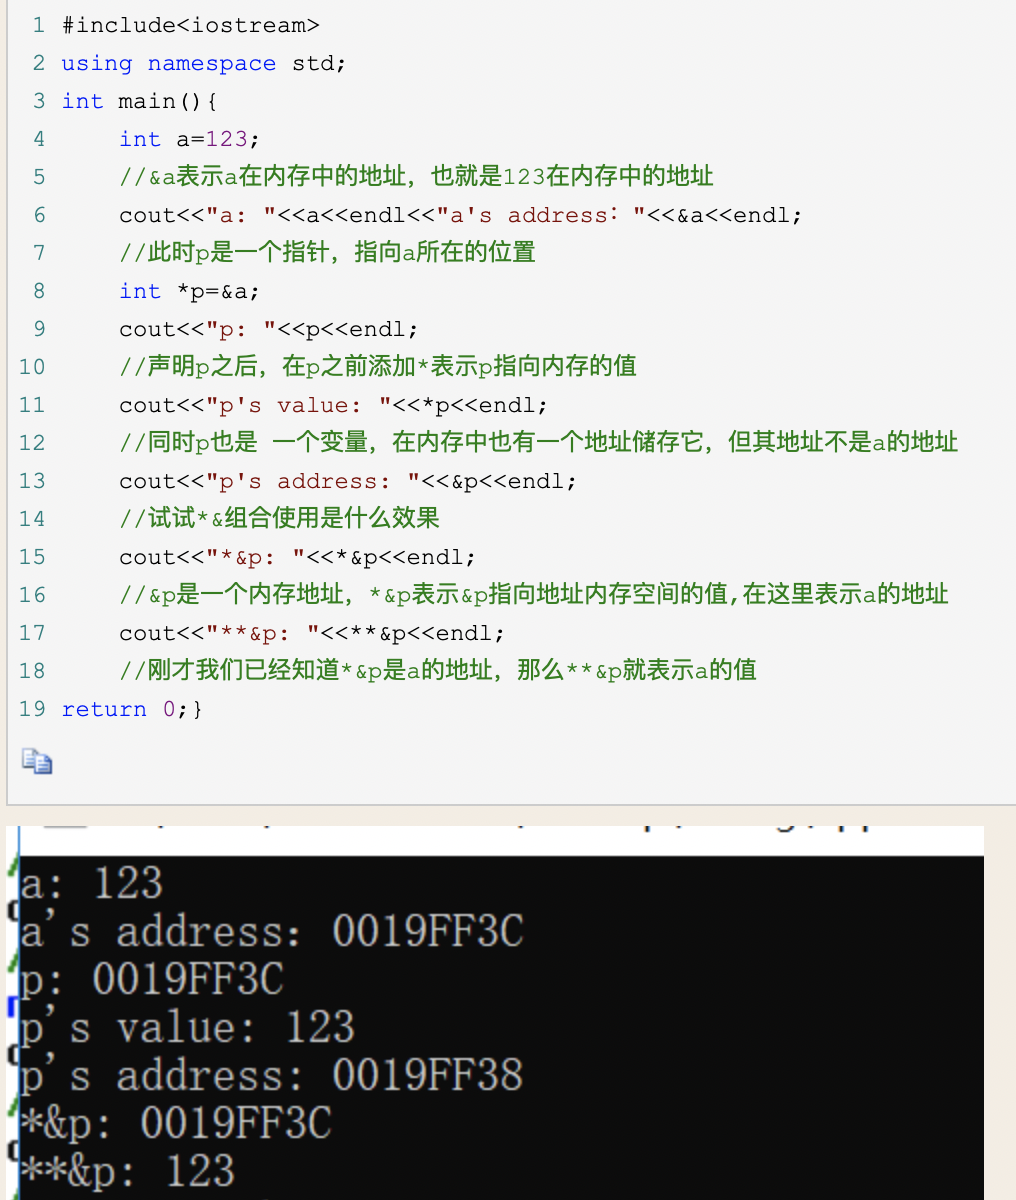 1 #include<iostream>
2 using namespace std;
3 int main(){
4     int a=123;
5     //&a表示a在内存中的地址，也就是123在内存中的地址
6     cout<<"a: "<<a<<endl<<"a's address："<<&a<<endl;
7     //此时p是一个指针，指向a所在的位置
8     int *p=&a;
9     cout<<"p: "<<p<<endl;
10     //声明p之后，在p之前添加*表示p指向内存的值
11     cout<<"p's value: "<<*p<<endl;
12     //同时p也是 一个变量，在内存中也有一个地址储存它，但其地址不是a的地址
13     cout<<"p's address: "<<&p<<endl;
14     //试试*&组合使用是什么效果
15     cout<<"*&p: "<<*&p<<endl;
16     //&p是一个内存地址，*&p表示&p指向地址内存空间的值,在这里表示a的地址
17     cout<<"**&p: "<<**&p<<endl;
18     //刚才我们已经知道*&p是a的地址，那么**&p就表示a的值
19 return 0;}
a: 123
a's address：0019FF3C
p: 0019FF3C
p's value: 123
p's address: 0019FF38
*&p: 0019FF3C
**&p: 123